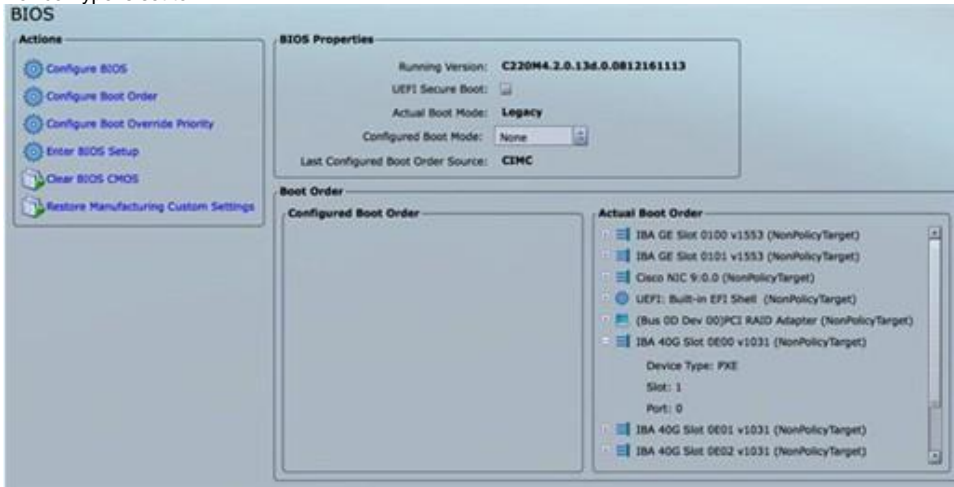 BIOS
Actions
Configure BIOS
Configure Boot Order
Configure Boot Override Priority
Enter BIOS Setup
Clear BIOS CMOS
Restore Manufacturing Custom Settings
BIOS Properties
Running Version: C220M4.2.0.13d.0.0812161113
UEFI Secure Boot:
Actual Boot Mode: Legacy
Configured Boot Mode: None
Last Configured Boot Order Source: CIMC
Boot Order
Configured Boot Order
Actual Boot Order
IBA GE Slot 0100 v1553 (NonPolicyTarget)
IBA GE Slot 0101 v1553 (NonPolicyTarget)
Cisco NIC 9:0.0 (NonPolicyTarget)
UEFI: Built-in EFI Shell (NonPolicyTarget)
(Bus 0D Dev 00)PCI RAID Adapter (NonPolicyTarget)
IBA 40G Slot 0E00 v1031 (NonPolicyTarget)
Device Type: PXE
Slot: 1
Port: 0
IBA 40G Slot 0E01 v1031 (NonPolicyTarget)
IBA 40G Slot 0E02 v1031 (NonPolicyTarget)